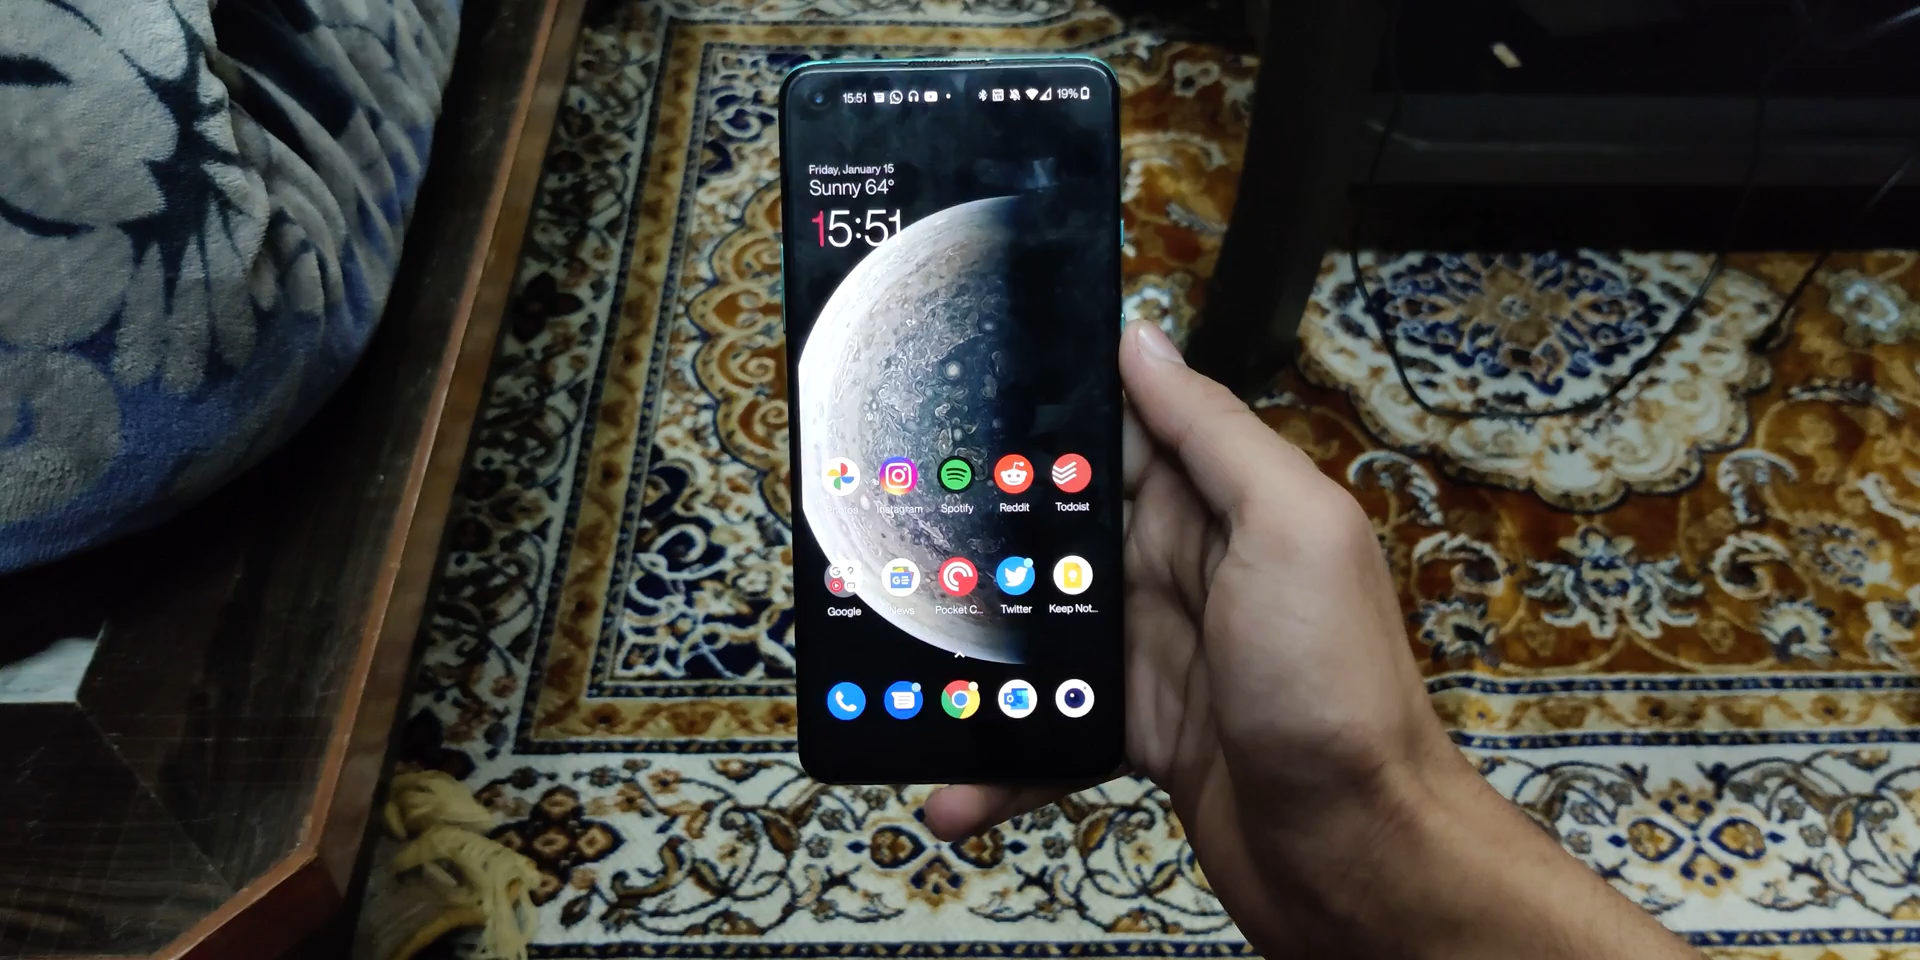 15:51 19%
Friday, January 15
Sunny 64°
15:51
Photos Instagram Spotify Reddit Todoist
Google News Pocket C... Twitter Keep Not...